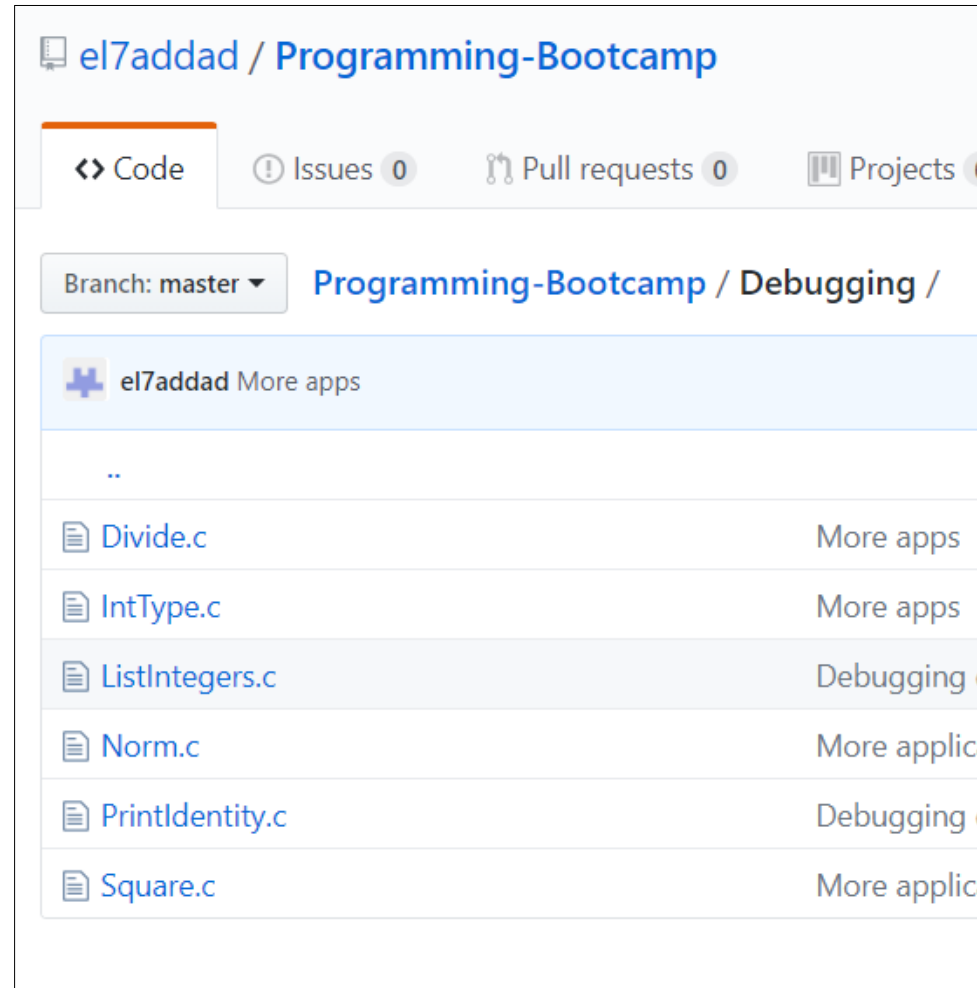 el7addad / Programming-Bootcamp
Code Issues 0 Pull requests 0 Projects
Branch: master Programming-Bootcamp / Debugging /
el7addad More apps
..
Divide.c More apps
IntType.c More apps
ListIntegers.c Debugging
Norm.c More applic
PrintIdentity.c Debugging
Square.c More applic